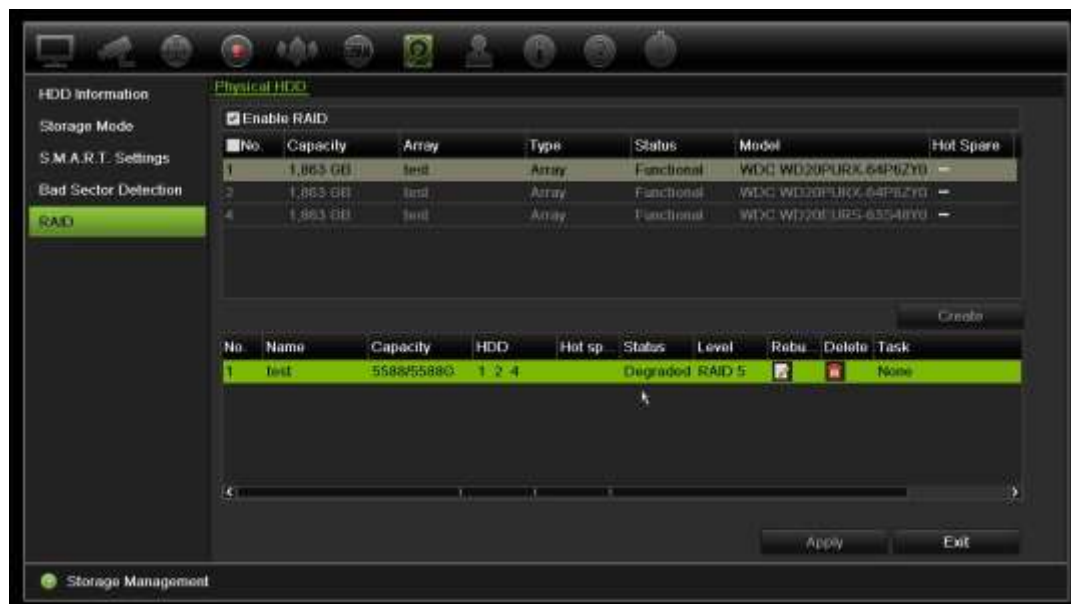 HDD Information
Storage Mode
S.M.A.R.T. Settings
Bad Sector Detection
RAID
Physical HDD
Enable RAID
No. Capacity Array Type Status Model Hot Spare
1 1,863 GB test Array Functional WDC WD20PURX-64P6ZY0 —
2 1,863 GB test Array Functional WDC WD20PURX-64P6ZY0 —
4 1,863 GB test Array Functional WDC —
Create
No. Name Capacity HDD Hot sp... Status Level Rebu... Delete Task
1 test 5588/5588G 1 2 4 Degraded RAID 5 None
Apply Exit
Storage Management